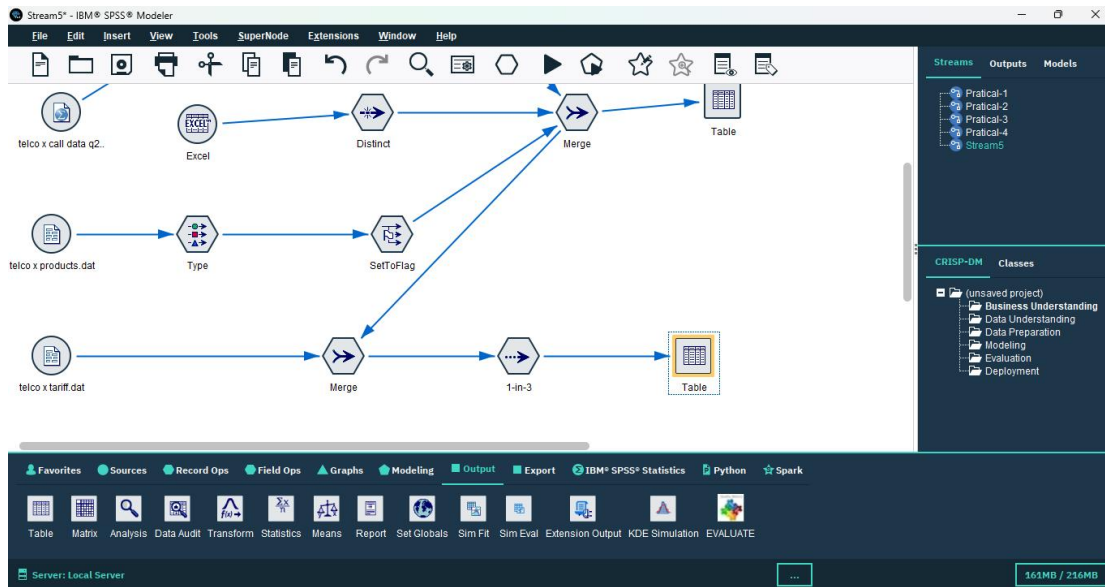 Stream5* - IBM® SPSS® Modeler
File Edit Insert View Tools SuperNode Extensions Window Help
Streams Outputs Models
Pratical-1
Pratical-2
Pratical-3
Pratical-4
Stream5
telco x call data q2..
EXCEL
Excel
Distinct
Merge
Table
telco x products.dat
Type
SetToFlag
telco x tariff.dat
Merge
1-in-3
Table
CRISP-DM Classes
(unsaved project)
Business Understanding
Data Understanding
Data Preparation
Modeling
Evaluation
Deployment
Favorites Sources Record Ops Field Ops Graphs Modeling Output Export IBM® SPSS® Statistics Python Spark
Table Matrix Analysis Data Audit Transform Statistics Means Report Set Globals Sim Fit Sim Eval Extension Output KDE Simulation EVALUATE
Server: Local Server
...
161MB / 216MB